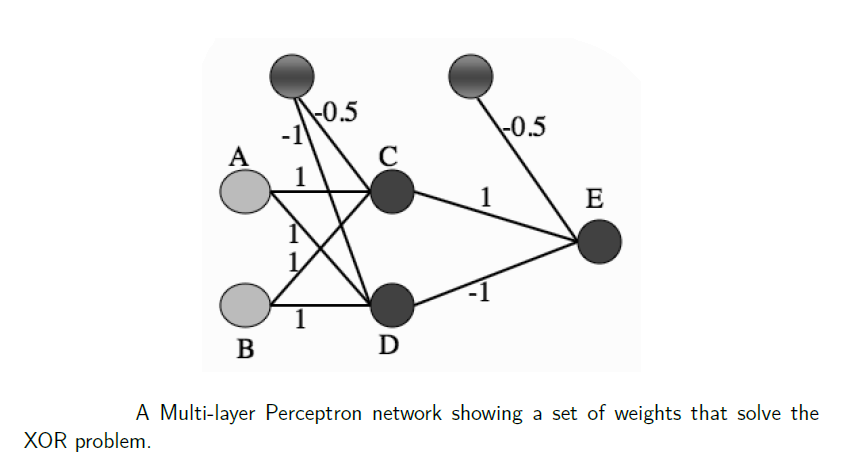 -0.5
-1
-0.5
A
C
1
1
E
1
1
-1
1
B
D
A Multi-layer Perceptron network showing a set of weights that solve the
XOR problem.